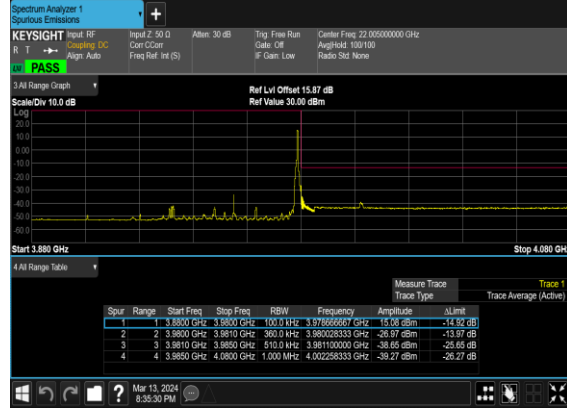 Spectrum Analyzer 1
Spurious Emissions
KEYSIGHT Input: RF Input Z: 50 Ω Atten: 30 dB Trig: Free Run Center Freq: 22.005000000 GHz
R T Coupling: DC Corr CCorr Gate: Off Avg|Hold: 100/100
Align: Auto Freq Ref: Int (S) IF Gain: Low Radio Std: None
LW PASS
3 All Range Graph
Ref Lvl Offset 15.87 dB
Scale/Div 10.0 dB Ref Value 30.00 dBm
Log
20.0
10.0
0.00
-10.0
-20.0
-30.0
-40.0
-50.0
-60.0
Start 3.880 GHz Stop 4.080 GHz
4 All Range Table
Measure Trace Trace 1
Trace Type Trace Average (Active)
Spur Range Start Freq Stop Freq RBW Frequency Amplitude ΔLimit
1 1 3.8800 GHz 3.9800 GHz 100.0 kHz 3.978666667 GHz 15.08 dBm -14.92 dB
2 2 3.9800 GHz 3.9810 GHz 360.0 kHz 3.980028333 GHz -26.97 dBm -13.97 dB
3 3 3.9810 GHz 3.9850 GHz 510.0 kHz 3.981100000 GHz -38.65 dBm -25.65 dB
4 4 3.9850 GHz 4.0800 GHz 1.000 MHz 4.002258333 GHz -39.27 dBm -26.27 dB
? Mar 13, 2024
8:35:30 PM